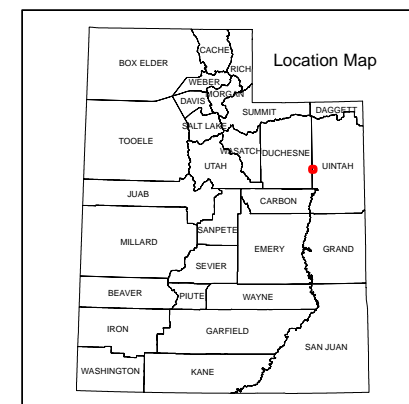 Location Map
BOX ELDER
CACHE
RICH
WEBER
MORGAN
DAVIS
SUMMIT
DAGGETT
SALT LAKE
TOOELE
WASATCH
DUCHESNE
UINTAH
UTAH
JUAB
CARBON
SANPETE
MILLARD
EMERY
GRAND
SEVIER
BEAVER
PIUTE
WAYNE
IRON
GARFIELD
SAN JUAN
WASHINGTON
KANE